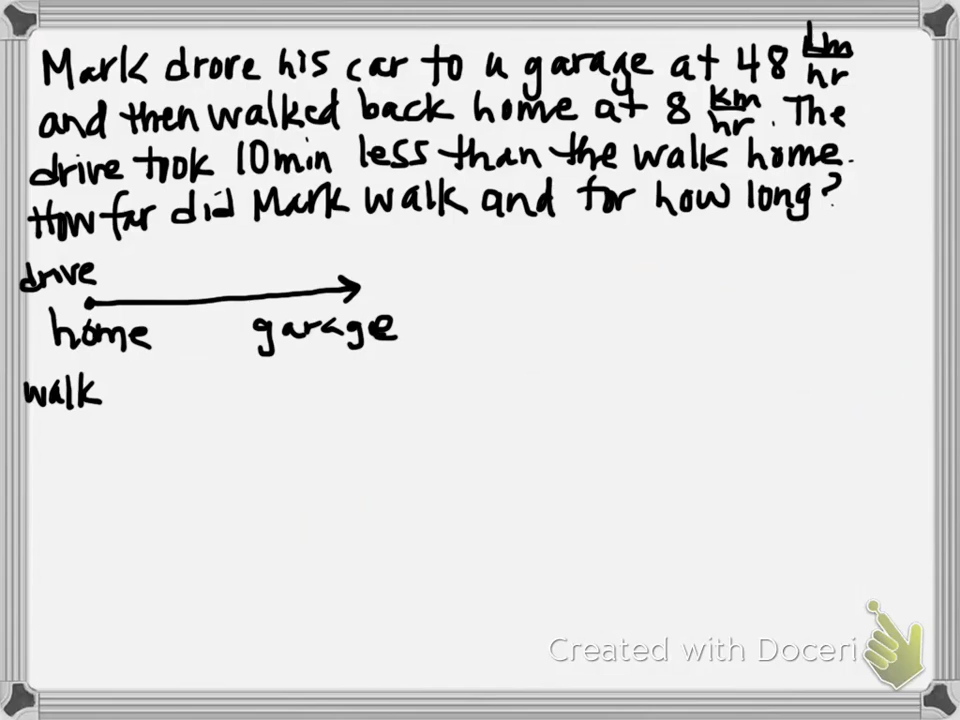 Mark drove his car to a garage at 48 km/hr
and then walked back home at 8 km/hr. The
drive took 10min less than the walk home.
How far did Mark walk and for how long?
drive
home garage
walk
Created with Doceri